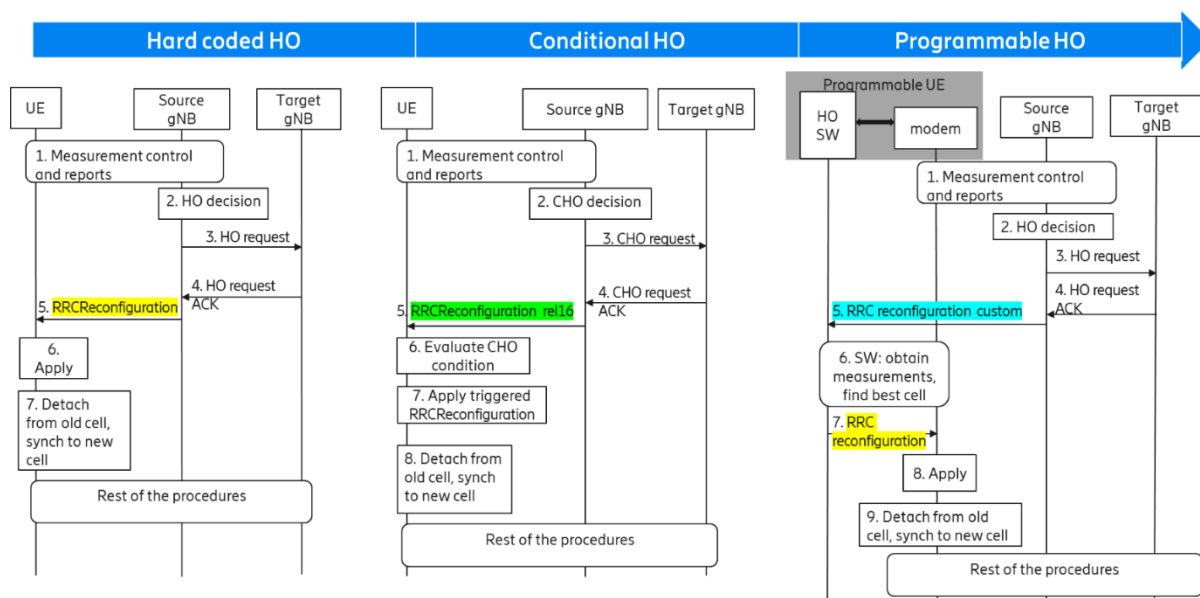 Hard coded HO
Conditional HO
Programmable HO
UE
Source
gNB
Target
gNB
1. Measurement control
and reports
2. HO decision
3. HO request
4. HO request
ACK
5. RRCReconfiguration
6.
Apply
7. Detach
from old cell,
synch to new
cell
Rest of the procedures
UE
Source gNB
Target gNB
1. Measurement control
and reports
2. CHO decision
3. CHO request
4. CHO request
ACK
5. RRCReconfiguration rel16
6. Evaluate CHO
condition
7. Apply triggered
RRCReconfiguration
8. Detach from
old cell, synch
to new cell
Rest of the procedures
Programmable UE
HO
SW
modem
Source
gNB
Target
gNB
1. Measurement control
and reports
2. HO decision
3. HO request
4. HO request
ACK
5. RRC reconfiguration custom
6. SW: obtain
measurements,
find best cell
7. RRC
reconfiguration
8. Apply
9. Detach from old
cell, synch to new cell
Rest of the procedures